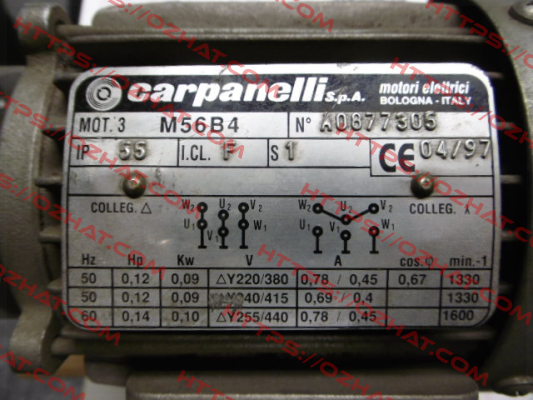 carpanelli S.p.A. motori elettrici
BOLOGNA - ITALY
MOT. 3 M56B4 N° A0877305
IP 55 I.CL. F S 1 CE 04/97
COLLEG. △ W₂ U₂ V₂ W₂ U₂ V₂ COLLEG. ⅄
U₁ V₁ W₁ U₁ V₁ W₁
Hz Hp Kw V A cos.φ min.-1
50 0,12 0,09 △Y220/380 0,78 / 0,45 0,67 1330
50 0,12 0,09 240/415 0,69 / 0,4 1330
60 0,14 0,10 △Y255/440 0,78 / 0,45 1600
HTTPS://OZHAT.COM